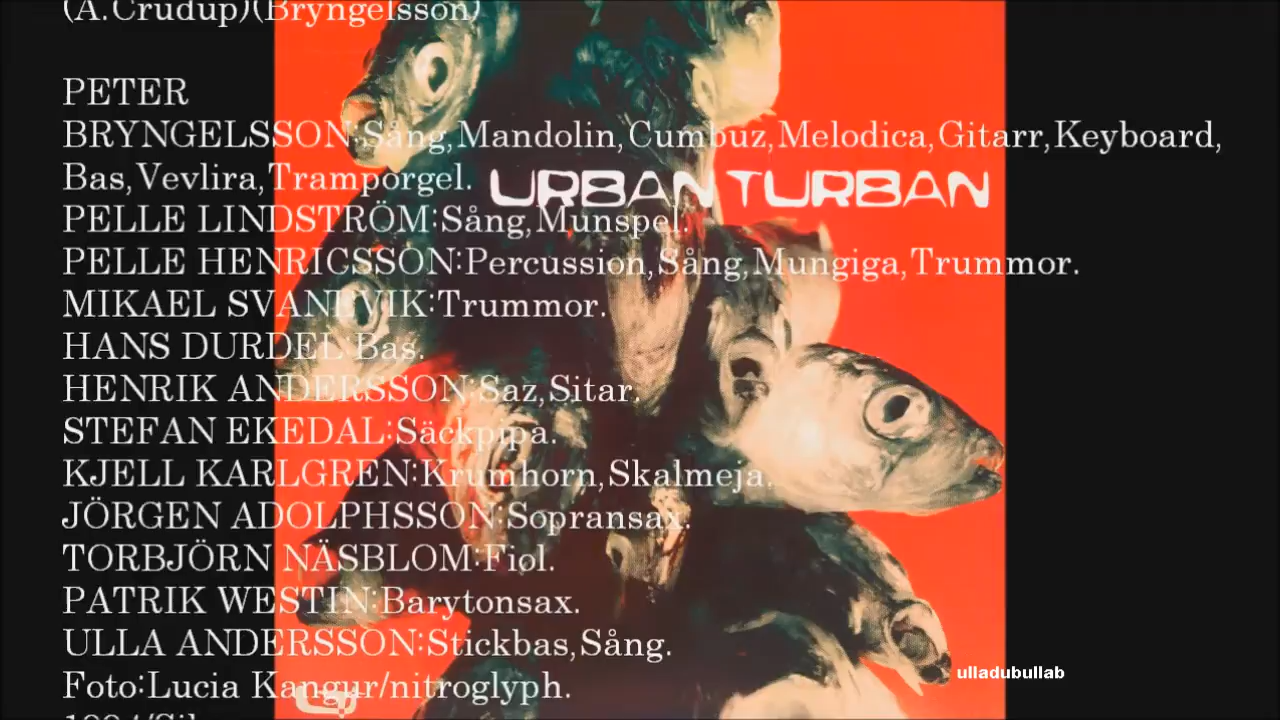 (A.Crudup)(Bryngelsson)
PETER
BRYNGELSSON:Sång,Mandolin,Cumbuz,Melodica,Gitarr,Keyboard,
Bas,Vevlira,Tramporgel.
URBAN TURBAN
PELLE LINDSTRÖM:Sång,Munspel.
PELLE HENRICSSON:Percussion,Sång,Mungiga,Trummor.
MIKAEL SVANEVIK:Trummor.
HANS DURDEL:Bas.
HENRIK ANDERSSON:Saz,Sitar.
STEFAN EKEDAL:Säckpipa.
KJELL KARLGREN:Krumhorn,Skalmeja.
JÖRGEN ADOLPHSSON:Sopransax.
TORBJÖRN NÄSBLOM:Fiol.
PATRIK WESTIN:Barytonsax.
ULLA ANDERSSON:Stickbas,Sång.
ulladubullab
Foto:Lucia Kangur/nitroglyph.